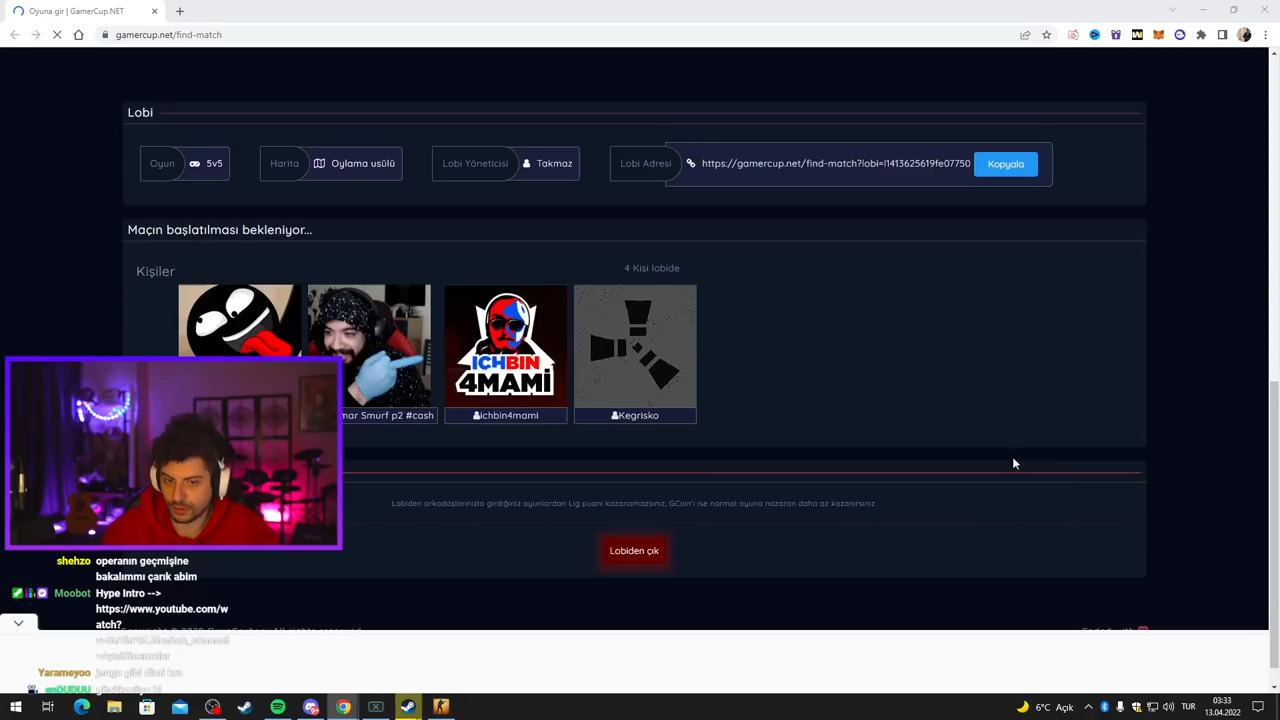 Oyuna gir | GamerCup.NET
gamercup.net/find-match
Lobi
Oyun 5v5 Harita Oylama usülü Lobi Yöneticisi Takmaz Lobi Adresi https://gamercup.net/find-match?lobi=l1413625619fe07750 Kopyala
Maçın başlatılması bekleniyor...
Kişiler
4 Kisi lobide
ICHBIN
4MAMİ
mar Smurf p2 #cash
ichbin4mami
Kegrisko
Lobiden arkadaşlarınızla girdiğiniz oyunlardan Lig puanı kazanamazsınız, GCoin'i ise normal oyuna nazaran daha az kazanırsınız.
Lobiden çık
shehzo operanın geçmişine
bakalımmı çarık abim
Moobot Hype Intro -->
https://www.youtube.com/w
atch?
Yarameyoo
6°C Açık
TUR
03:33
13.04.2022